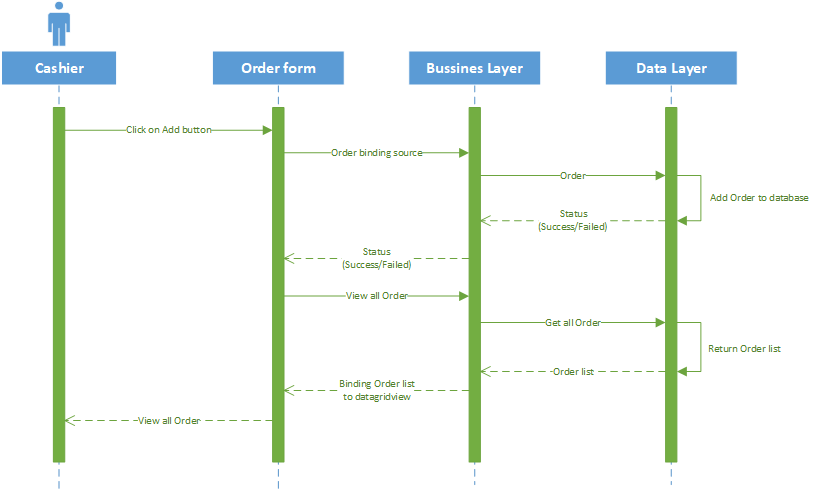 Cashier
Order form
Bussines Layer
Data Layer
Click on Add button
Order binding source
Order
Add Order to database
Status
(Success/Failed)
Status
(Success/Failed)
View all Order
Get all Order
Return Order list
Order list
Binding Order list
to datagridview
View all Order